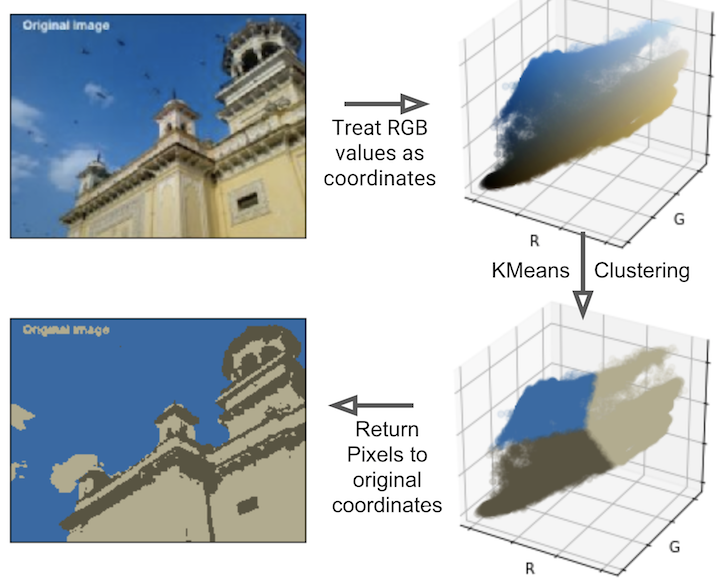 Original Image
Treat RGB
values as
coordinates
R
G
KMeans Clustering
Original Image
Return
Pixels to
original
coordinates
R
G